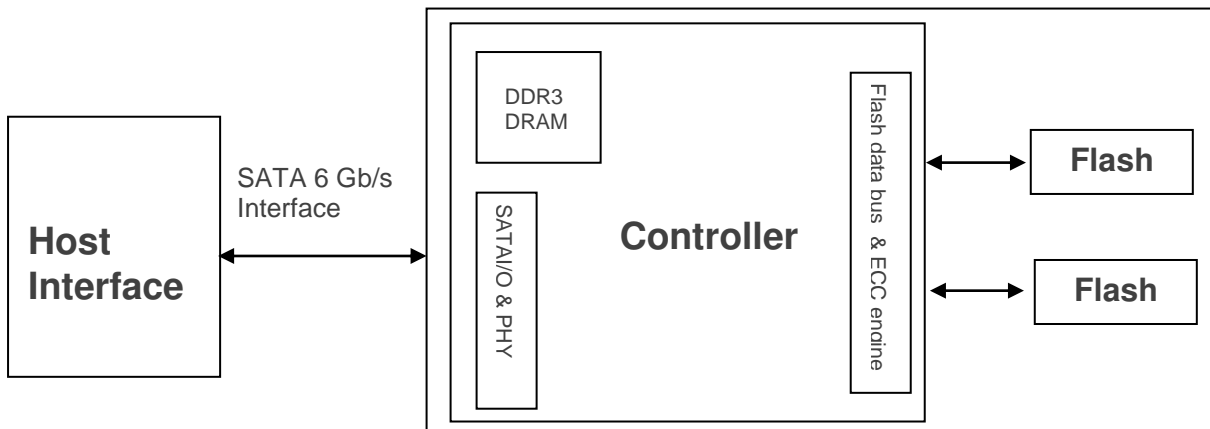 Host
Interface
SATA 6 Gb/s
Interface
DDR3
DRAM
SATAI/O & PHY
Controller
Flash data bus & ECC engine
Flash
Flash